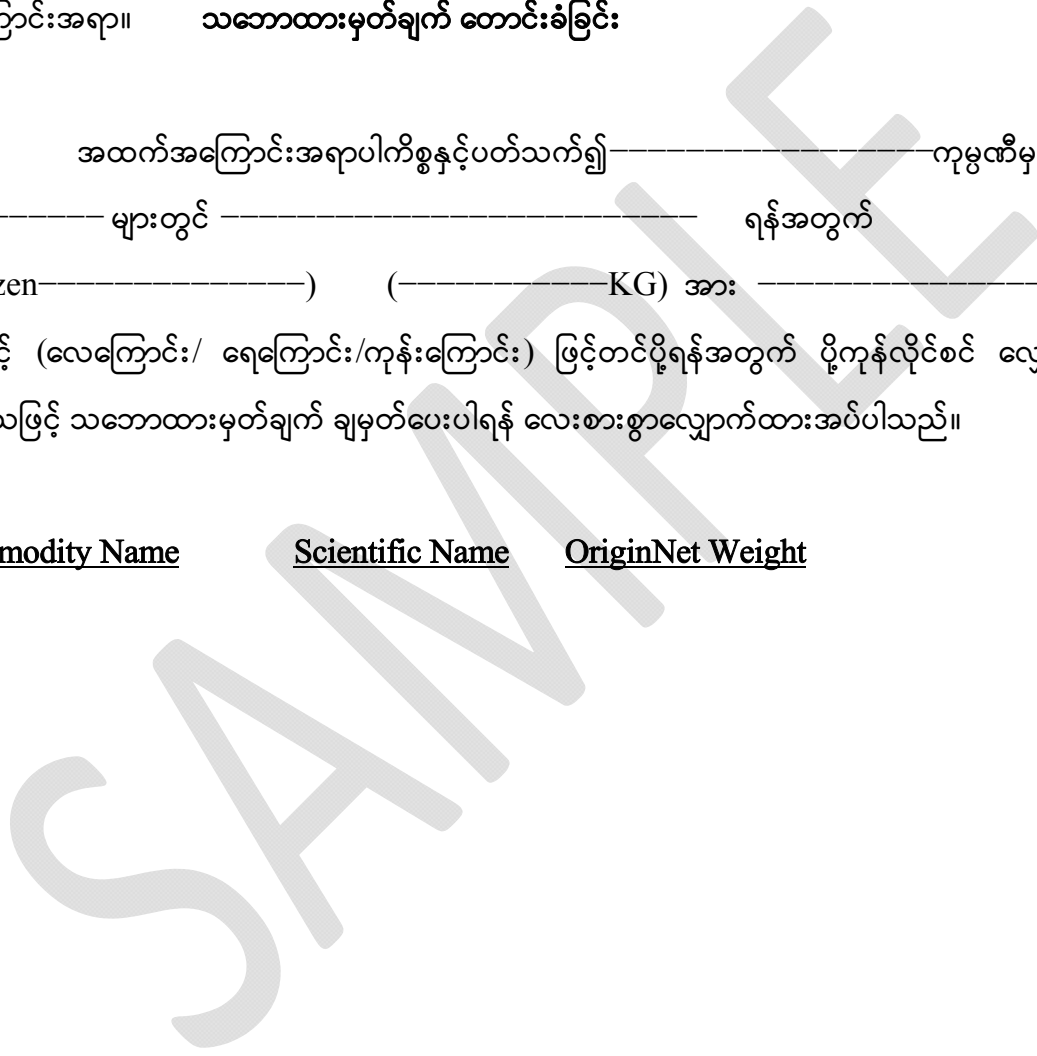 ကြောင်းအရာ။ သဘောထားမှတ်ချက် တောင်းခံခြင်း
အထက်အကြောင်းအရာပါကိစ္စနှင့်ပတ်သက်၍–––––––––––––––––ကုမ္ပဏီမှ
–––––– များတွင် ––––––––––––––––––––––––– ရန်အတွက်
zen––––––––––––––) (–––––––––––KG) အား –––––––––––––––
(လေကြောင်း/ ရေကြောင်း/ကုန်းကြောင်း) ဖြင့်တင်ပို့ရန်အတွက် ပို့ကုန်လိုင်စင်
သဖြင့် သဘောထားမှတ်ချက် ချမှတ်ပေးပါရန် လေးစားစွာလျှောက်ထားအပ်ပါသည်။
modity Name Scientific Name OriginNet Weight
SAMPLE